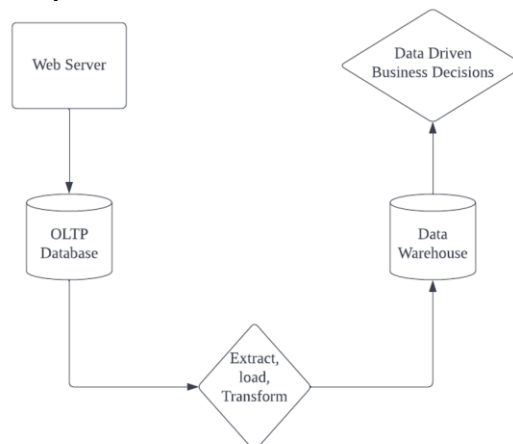 Web Server
Data Driven
Business Decisions
OLTP
Database
Data
Warehouse
Extract,
load,
Transform